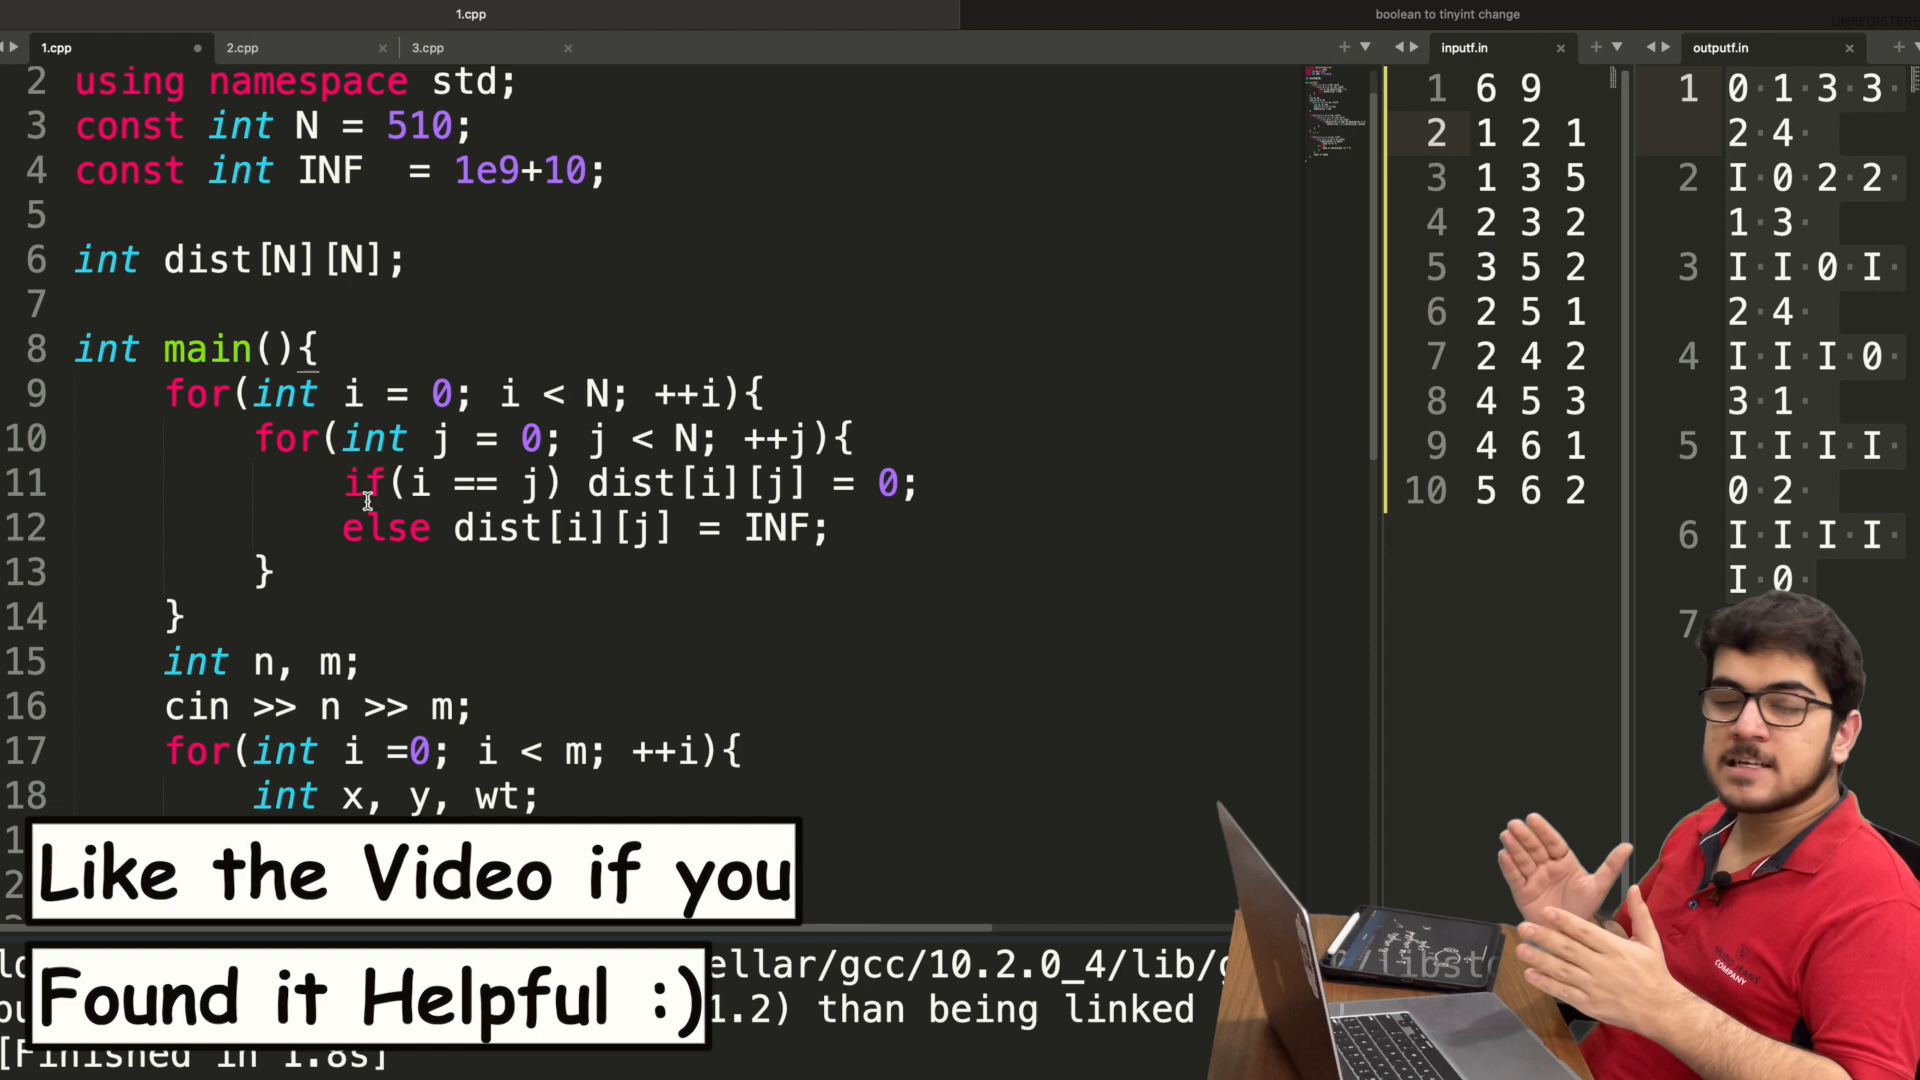 1.cpp
boolean to tinyint change
UNREGISTERE
1.cpp
2.cpp
3.cpp
inputf.in
outputf.in
2 using namespace std;
3 const int N = 510;
4 const int INF  = 1e9+10;
5
6 int dist[N][N];
7
8 int main(){
9 for(int i = 0; i < N; ++i){
10 for(int j = 0; j < N; ++j){
11 if(i == j) dist[i][j] = 0;
12 else dist[i][j] = INF;
13 }
14 }
15 int n, m;
16 cin >> n >> m;
17 for(int i =0; i < m; ++i){
18 int x, y, wt;
1 6 9
2 1 2 1
3 1 3 5
4 2 3 2
5 3 5 2
6 2 5 1
7 2 4 2
8 4 5 3
9 4 6 1
10 5 6 2
1 0 1 3 3
2 4
2 I 0 2 2
1 3
3 I I 0 I
2 4
4 I I I 0
3 1
5 I I I I
0 2
6 I I I I
I 0
7
Like the Video if you
Found it Helpful :)
ellar/gcc/10.2.0_4/lib/
1.2) than being linked
[Finished in 1.8s]
COMPANY